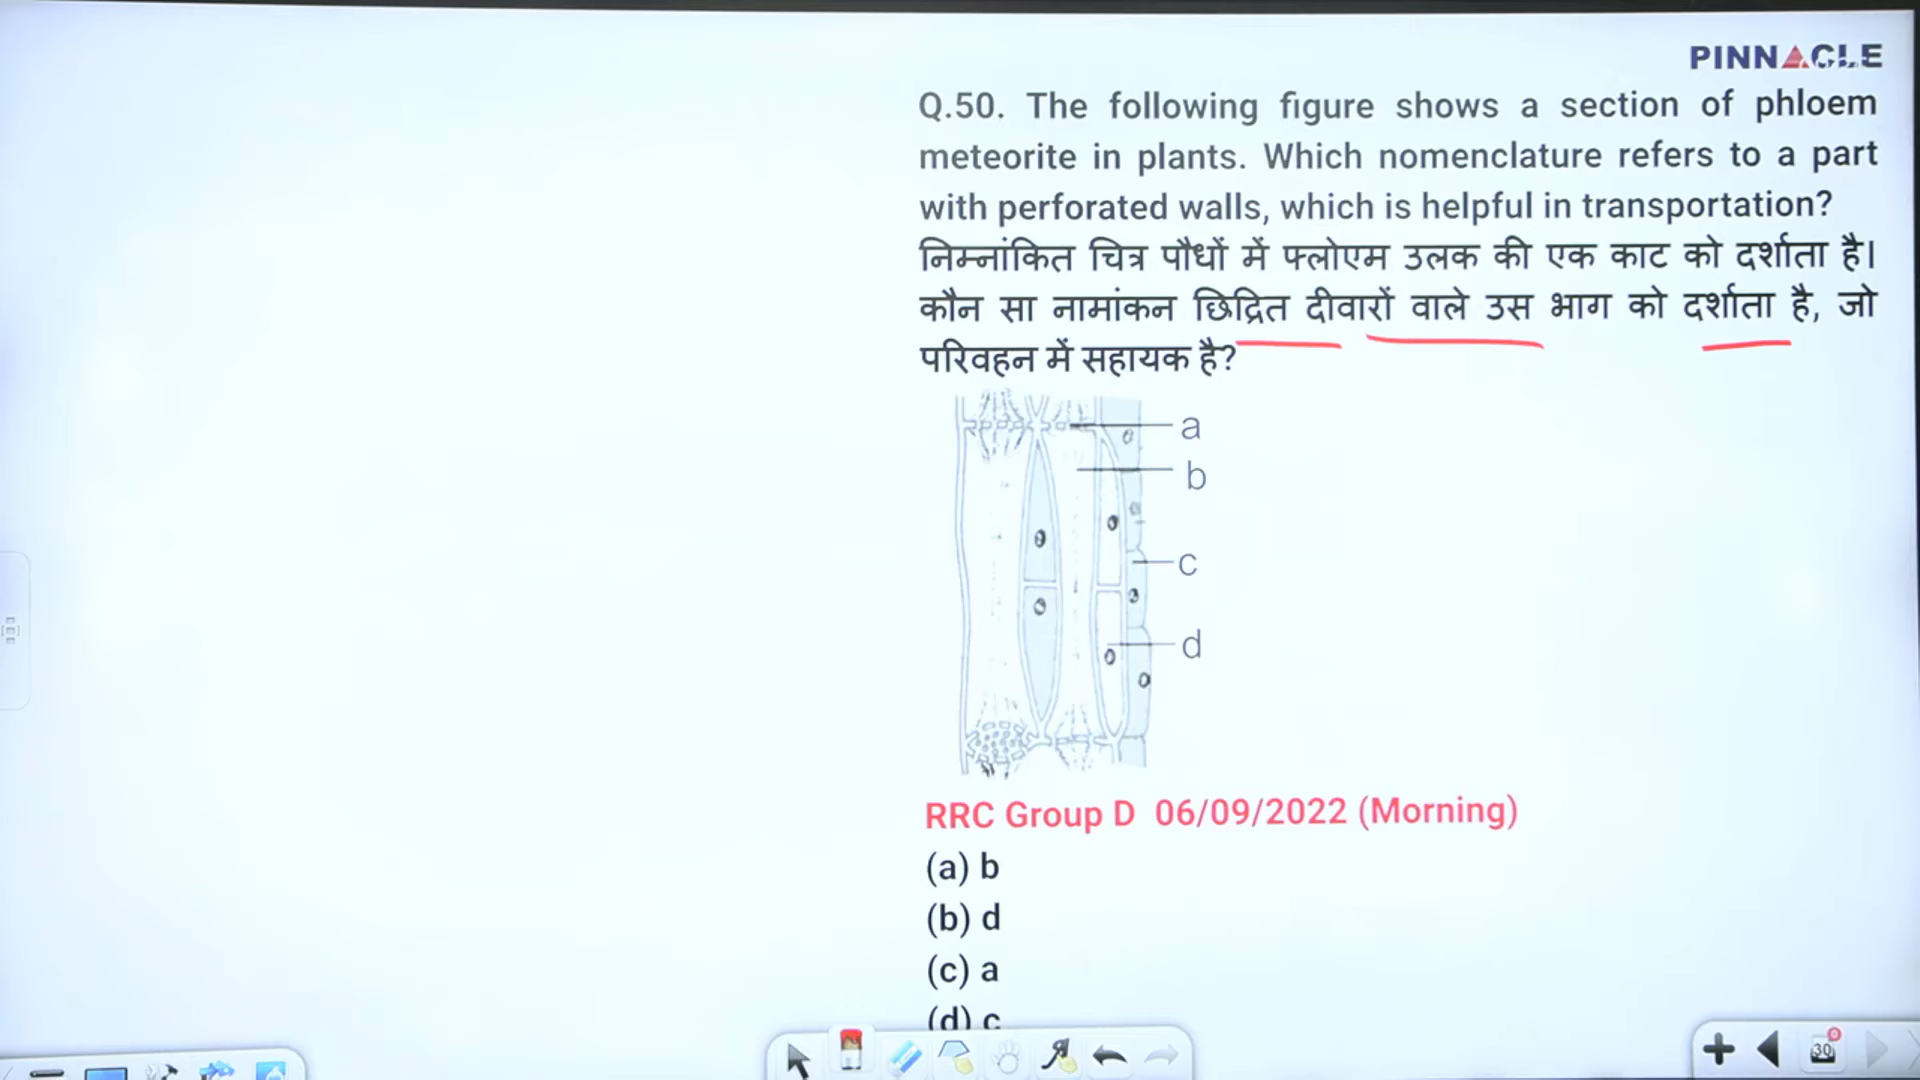 PINNACLE
Q.50. The following figure shows a section of phloem
meteorite in plants. Which nomenclature refers to a part
with perforated walls, which is helpful in transportation?
निम्नांकित चित्र पौधों में फ्लोएम उलक की एक काट को दर्शाता है।
कौन सा नामांकन छिद्रित दीवारों वाले उस भाग को दर्शाता है, जो
परिवहन में सहायक है?
a
b
c
d
RRC Group D 06/09/2022 (Morning)
(a) b
(b) d
(c) a
(d) c
30